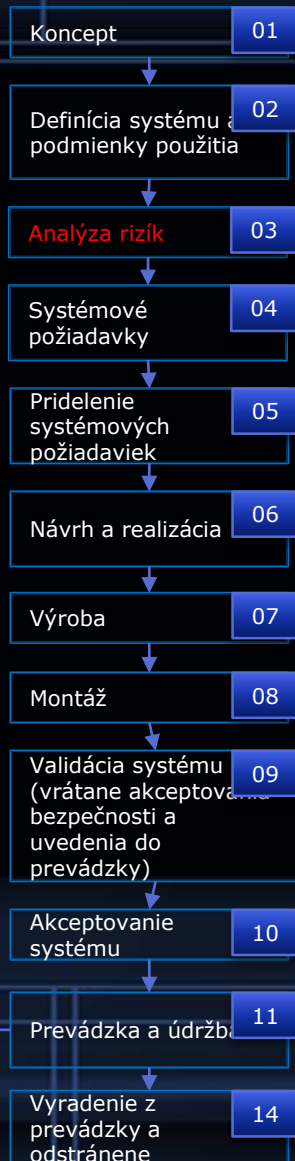 Koncept
01
Definícia systému a
podmienky použitia
02
Analýza rizík
03
Systémové
požiadavky
04
Pridelenie
systémových
požiadaviek
05
Návrh a realizácia
06
Výroba
07
Montáž
08
Validácia systému
(vrátane akceptovania
bezpečnosti a
uvedenia do
prevádzky)
09
Akceptovanie
systému
10
Prevádzka a údržba
11
Vyradenie z
prevádzky a
odstránene
14